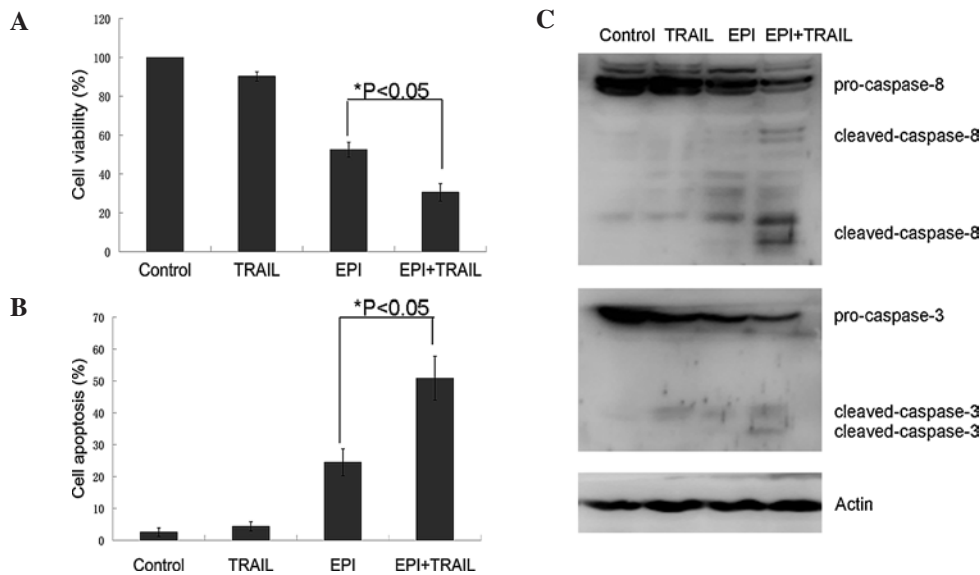 A
Cell viability (%)
120
100
80
60
40
20
0
*P<0.05
Control TRAIL EPI EPI+TRAIL
B
Cell apoptosis (%)
70
60
50
40
30
20
10
0
*P<0.05
Control TRAIL EPI EPI+TRAIL
C
Control TRAIL EPI EPI+TRAIL
pro-caspase-8
cleaved-caspase-8
cleaved-caspase-8
pro-caspase-3
cleaved-caspase-3
cleaved-caspase-3
Actin